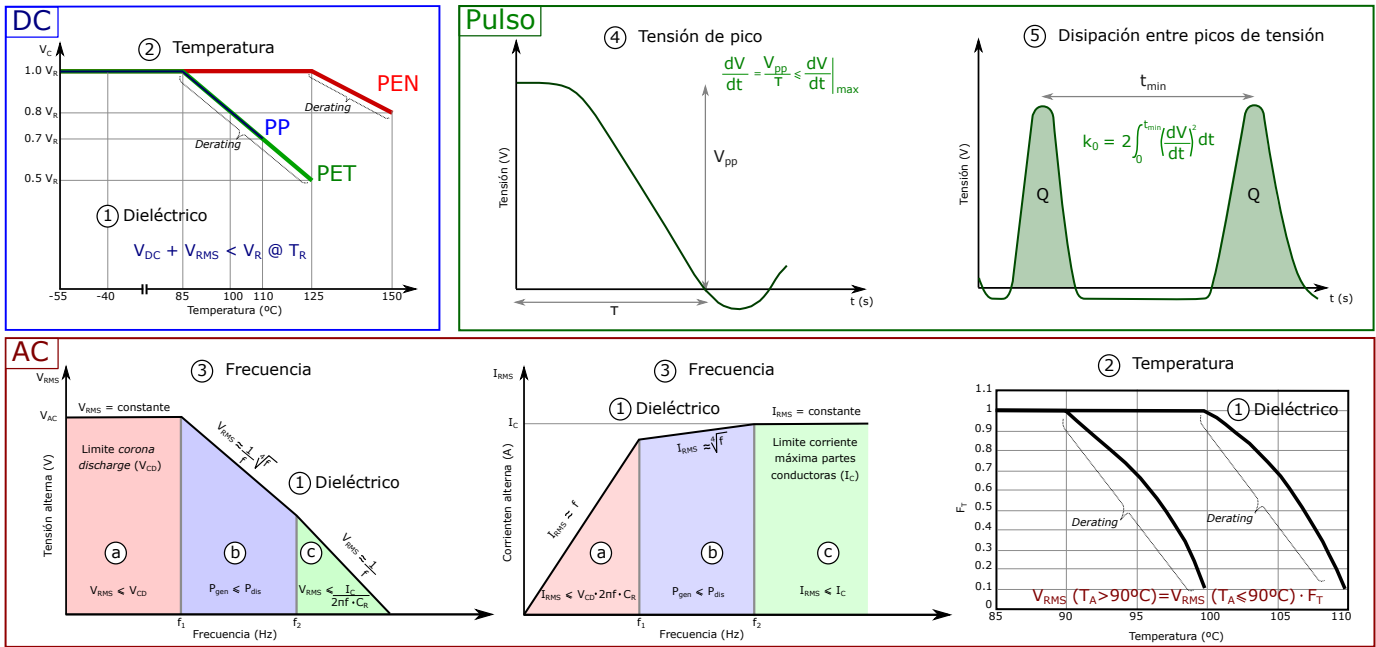 DC
② Temperatura
V_C
1.0 V_R
0.8 V_R
0.7 V_R
0.5 V_R
PEN
PP
PET
Derating
Derating
① Dieléctrico
V_DC + V_RMS < V_R @ T_R
-55 -40 85 100 110 125 150
Temperatura (ºC)
Pulso
④ Tensión de pico
dV/dt = V_pp/T ⩽ dV/dt|_max
Tensión (V)
V_pp
T
t (s)
⑤ Disipación entre picos de tensión
t_min
k_0 = 2∫_0^t_min (dV/dt)^2 dt
Tensión (V)
Q Q
t (s)
AC
③ Frecuencia
V_RMS
V_AC
V_RMS = constante
Tensión alterna (V)
Limite corona
discharge (V_CD)
V_RMS ≈ 1/f ∜f
① Dieléctrico
V_RMS ≈ 1/f
a b c
V_RMS ⩽ V_CD
P_gen ⩽ P_dis
V_RMS ⩽ I_C/2πf·C_R
f_1 f_2
Frecuencia (Hz)
③ Frecuencia
I_RMS
I_C
① Dieléctrico
I_RMS = constante
Corrienten alterna (A)
I_RMS ≈ f
I_RMS ≈ ∜f
Limite corriente
máxima partes
conductoras (I_C)
a b c
I_RMS ⩽ V_CD·2πf·C_R
P_gen ⩽ P_dis
I_RMS ⩽ I_C
f_1 f_2
Frecuencia (Hz)
② Temperatura
① Dieléctrico
1.1
1
0.9
0.8
0.7
0.6
0.5
0.4
0.3
0.2
0.1
0
F_T
Derating
Derating
V_RMS (T_A>90ºC)=V_RMS (T_A⩽90ºC)·F_T
85 90 95 100 105 110
Temperatura (ºC)